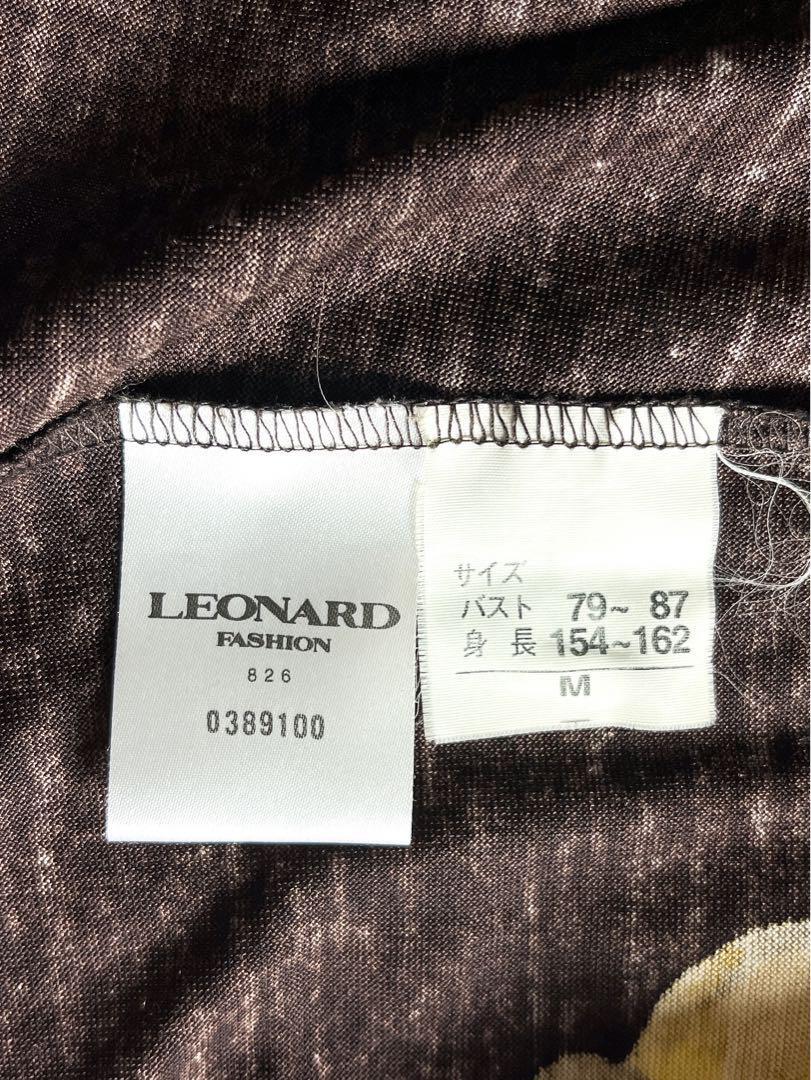 LEONARD
FASHION
826
0389100
サイズ
バスト 79~ 87
身 長 154~162
M